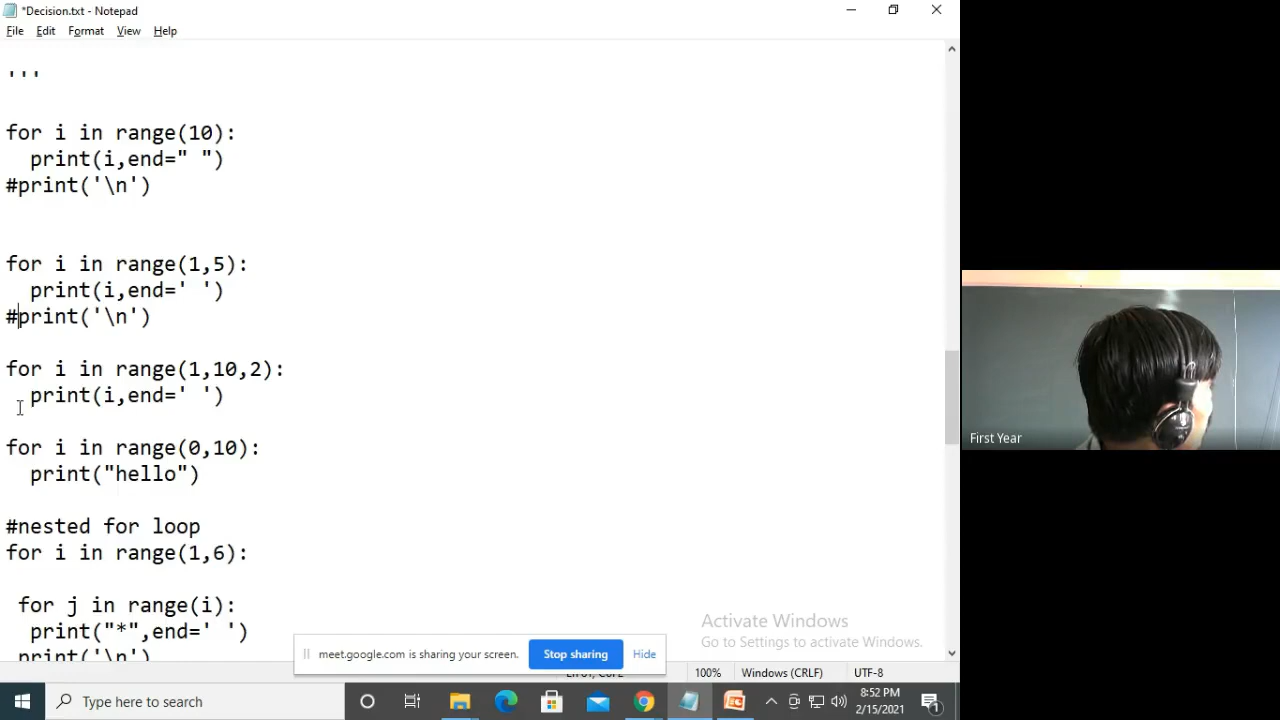 *Decision.txt - Notepad
File Edit Format View Help
'''
for i in range(10):
print(i,end=" ")
#print('\n')
for i in range(1,5):
print(i,end=' ')
#print('\n')
for i in range(1,10,2):
print(i,end=' ')
for i in range(0,10):
print("hello")
#nested for loop
for i in range(1,6):
for j in range(i):
print("*",end=' ')
print('\n')
Activate Windows
Go to Settings to activate Windows.
meet.google.com is sharing your screen. Stop sharing Hide
100% Windows (CRLF) UTF-8
Type here to search
8:52 PM
2/15/2021
1
First Year